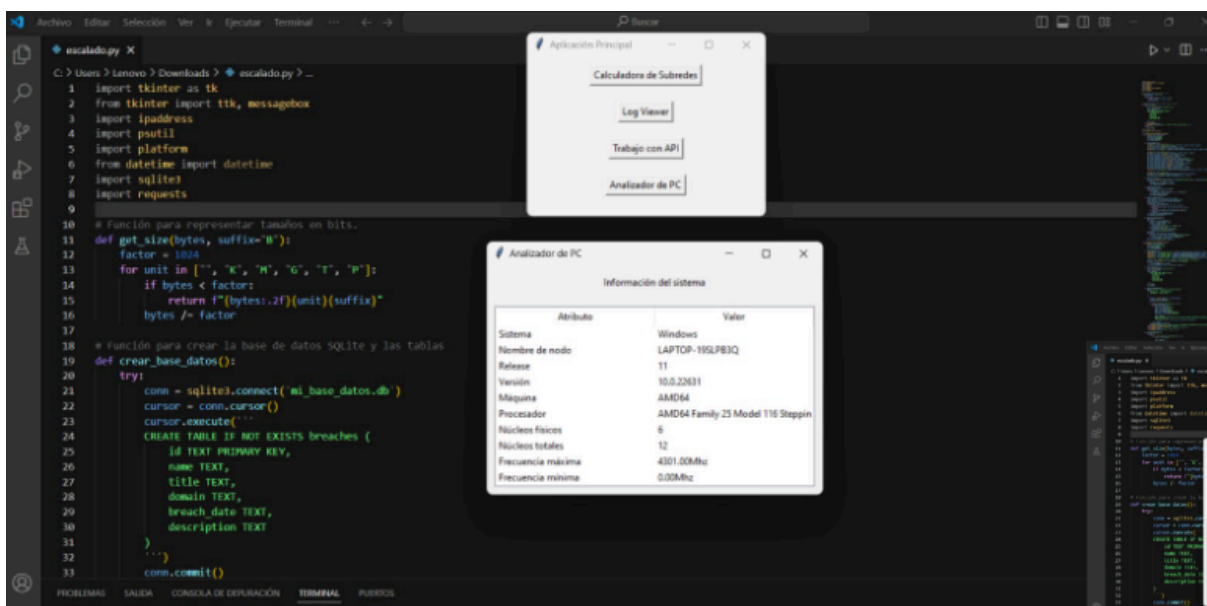 Archivo Editar Selección Ver Ir Ejecutar Terminal ··· ← → Buscar
escalado.py ×
C: > Users > Lenovo > Downloads > escalado.py > ...
1 import tkinter as tk
2 from tkinter import ttk, messagebox
3 import ipaddress
4 import psutil
5 import platform
6 from datetime import datetime
7 import sqlite3
8 import requests
9
10 # Función para representar tamaños en bits.
11 def get_size(bytes, suffix="B"):
12 factor = 1024
13 for unit in ["", "K", "M", "G", "T", "P"]:
14 if bytes < factor:
15 return f"{bytes:.2f}{unit}{suffix}"
16 bytes /= factor
17
18 # Función para crear la base de datos SQLite y las tablas
19 def crear_base_datos():
20 try:
21 conn = sqlite3.connect('mi_base_datos.db')
22 cursor = conn.cursor()
23 cursor.execute('''
24 CREATE TABLE IF NOT EXISTS breaches (
25 id TEXT PRIMARY KEY,
26 name TEXT,
27 title TEXT,
28 domain TEXT,
29 breach_date TEXT,
30 description TEXT
31 )
32 ''')
33 conn.commit()
PROBLEMAS SALIDA CONSOLA DE DEPURACIÓN TERMINAL PUERTOS
Aplicación Principal
Calculadora de Subredes
Log Viewer
Trabajo con API
Analizador de PC
Analizador de PC
Información del sistema
Atributo Valor
Sistema Windows
Nombre de nodo LAPTOP-19SLPB3Q
Release 11
Versión 10.0.22631
Máquina AMD64
Procesador AMD64 Family 25 Model 116 Steppin
Núcleos físicos 6
Núcleos totales 12
Frecuencia máxima 4301.00Mhz
Frecuencia mínima 0.00Mhz